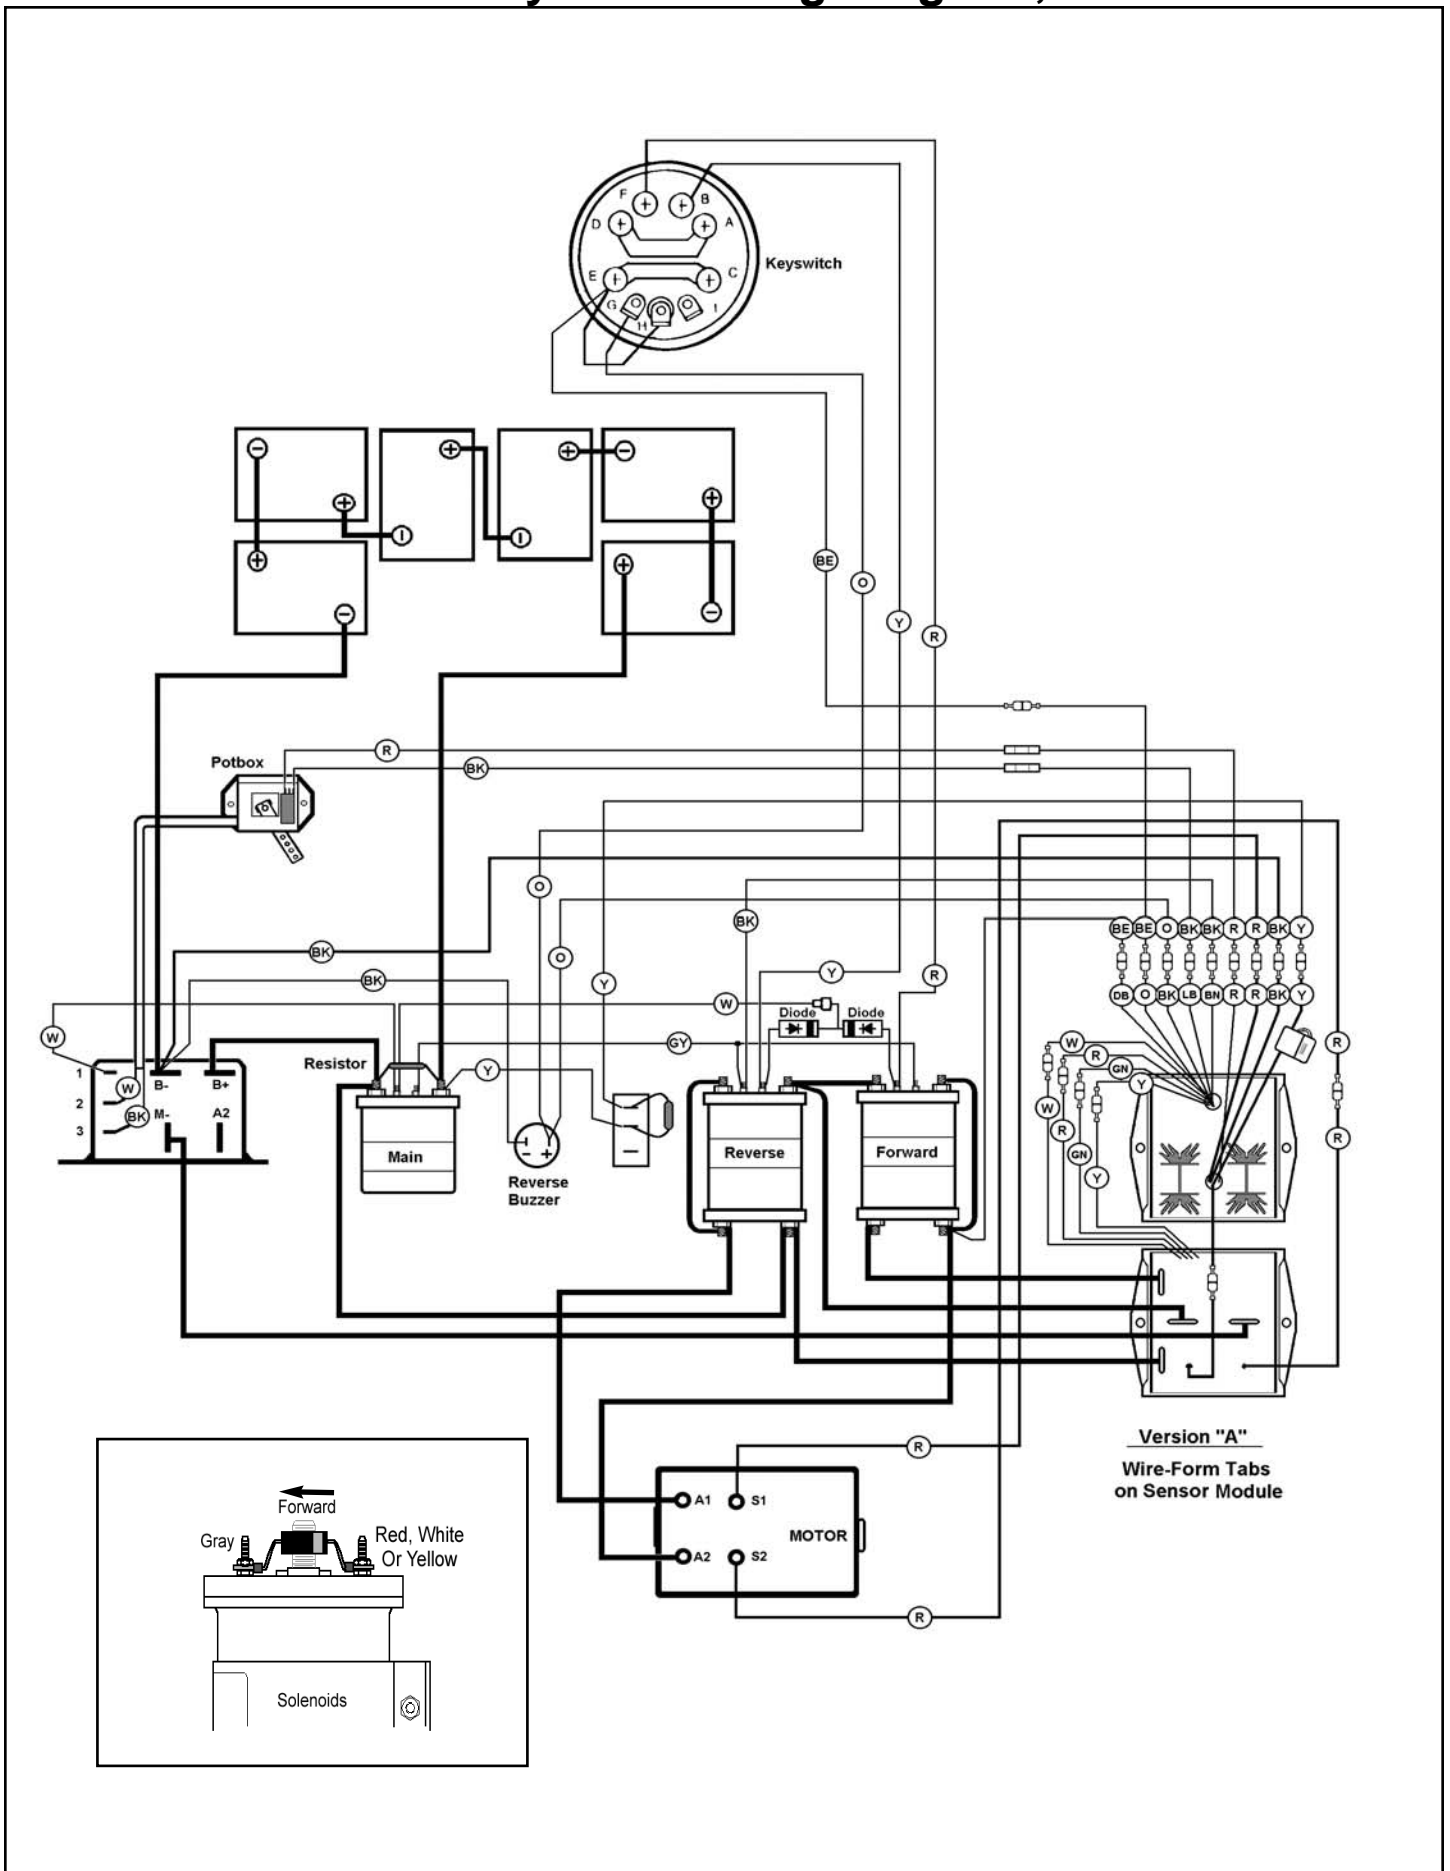 F
B
D
A
Keyswitch
E
C
G
H
I
BE
O
Y
R
Potbox
R
BK
O
BK
BE BE O BK BK R R BK Y
BK
O
Y
R
BK
Y
DB O BK LB BN R R BK Y
W
Diode
Diode
W
W
R
GY
R
Resistor
GN
Y
Y
1
W
B-
B+
2
BK
M-
A2
3
W
R
R
GN
Y
Main
Reverse
Forward
- +
Reverse
Buzzer
Version "A"
Wire-Form Tabs
on Sensor Module
R
A1
S1
MOTOR
A2
S2
R
Forward
Gray
Red, White
Or Yellow
Solenoids